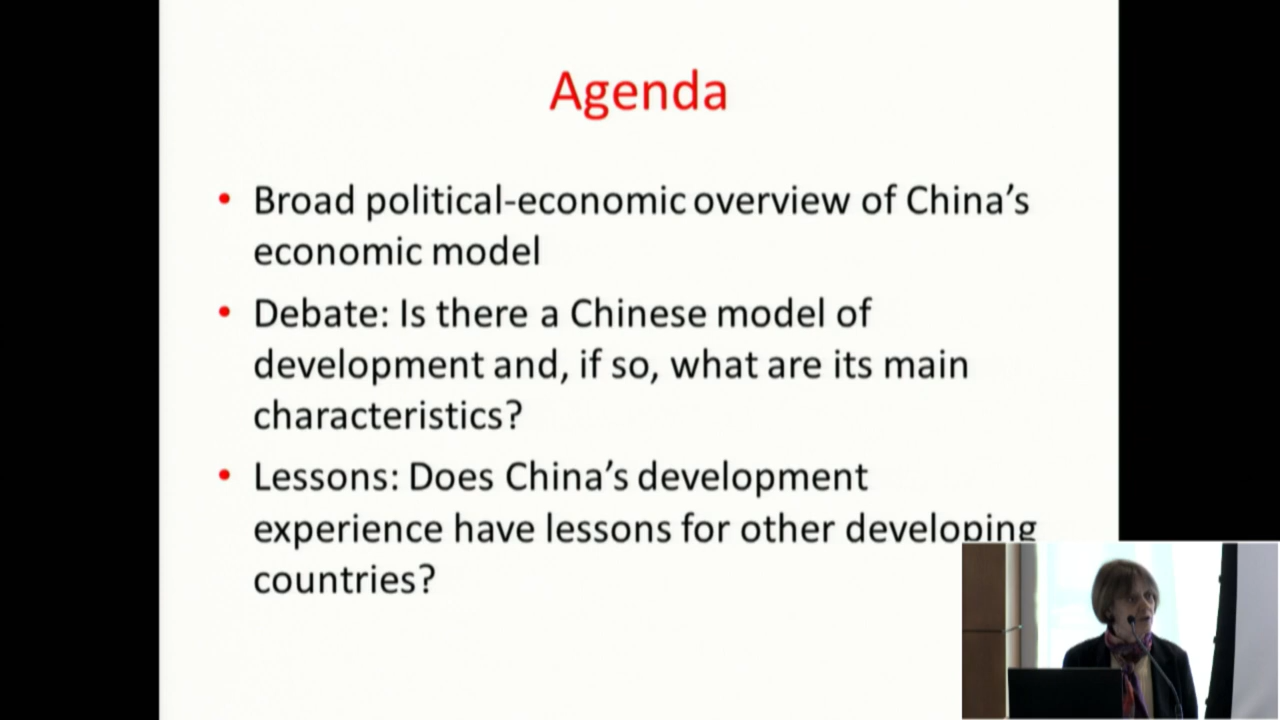 Agenda
• Broad political-economic overview of China’s
economic model
• Debate: Is there a Chinese model of
development and, if so, what are its main
characteristics?
• Lessons: Does China’s development
experience have lessons for other developing
countries?